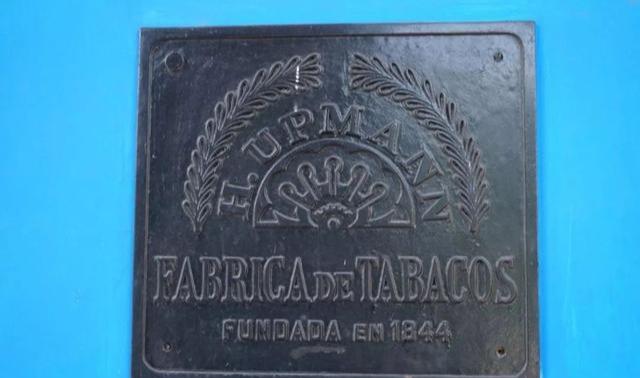 H. UPMANN
FABRICA DE TABACOS
FUNDADA EN 1844